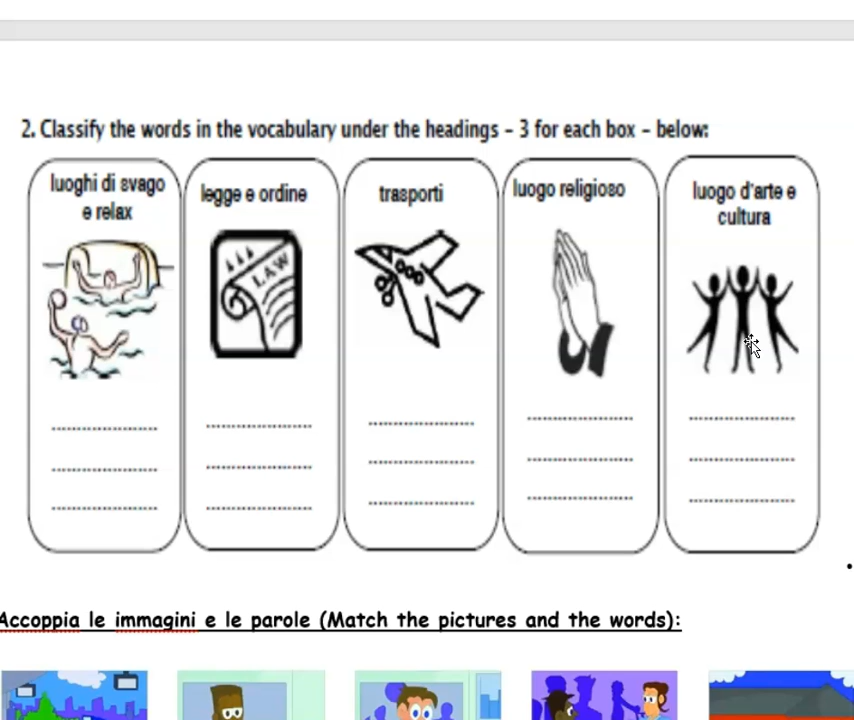 2. Classify the words in the vocabulary under the headings – 3 for each box – below:
luoghi di svago
e relax
legge e ordine
LAW
trasporti
luogo religioso
luogo d'arte e
cultura
Accoppia le immagini e le parole (Match the pictures and the words):